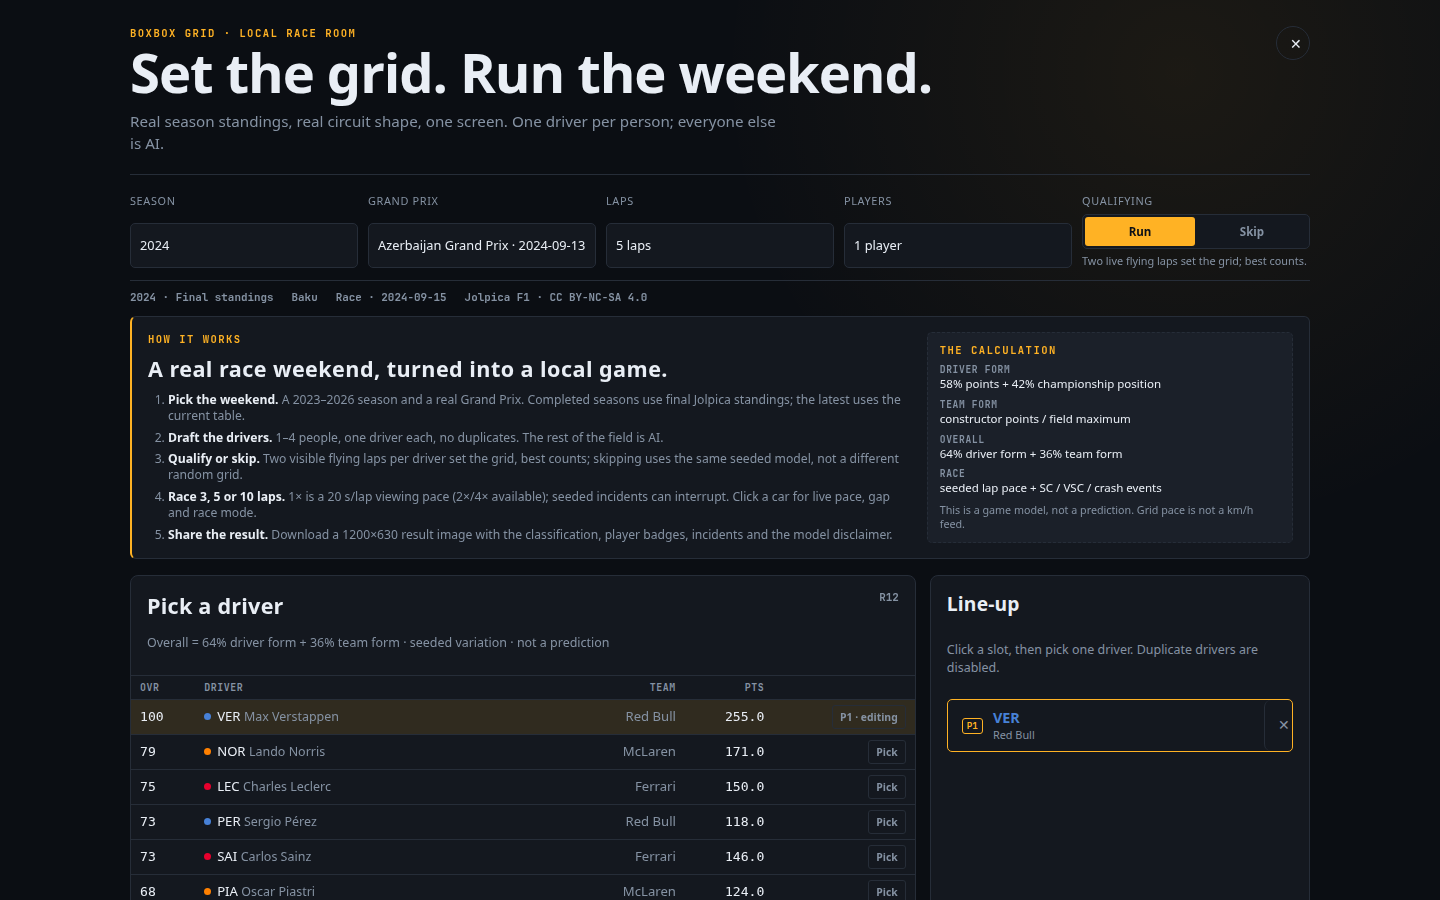 BOXBOX GRID · LOCAL RACE ROOM
Set the grid. Run the weekend.
Real season standings, real circuit shape, one screen. One driver per person; everyone else
is AI.
✕
SEASON
2024
GRAND PRIX
Azerbaijan Grand Prix · 2024-09-13
LAPS
5 laps
PLAYERS
1 player
QUALIFYING
Run
Skip
Two live flying laps set the grid; best counts.
2024 · Final standings Baku Race · 2024-09-15 Jolpica F1 · CC BY-NC-SA 4.0
HOW IT WORKS
A real race weekend, turned into a local game.
1. Pick the weekend. A 2023–2026 season and a real Grand Prix. Completed seasons use final Jolpica standings; the latest uses the
current table.
2. Draft the drivers. 1–4 people, one driver each, no duplicates. The rest of the field is AI.
3. Qualify or skip. Two visible flying laps per driver set the grid, best counts; skipping uses the same seeded model, not a different
random grid.
4. Race 3, 5 or 10 laps. 1× is a 20 s/lap viewing pace (2×/4× available); seeded incidents can interrupt. Click a car for live pace, gap
and race mode.
5. Share the result. Download a 1200×630 result image with the classification, player badges, incidents and the model disclaimer.
THE CALCULATION
DRIVER FORM
58% points + 42% championship position
TEAM FORM
constructor points / field maximum
OVERALL
64% driver form + 36% team form
RACE
seeded lap pace + SC / VSC / crash events
This is a game model, not a prediction. Grid pace is not a km/h
feed.
Pick a driver
R12
Overall = 64% driver form + 36% team form · seeded variation · not a prediction
OVR DRIVER TEAM PTS
100 VER Max Verstappen Red Bull 255.0 P1 · editing
79 NOR Lando Norris McLaren 171.0 Pick
75 LEC Charles Leclerc Ferrari 150.0 Pick
73 PER Sergio Pérez Red Bull 118.0 Pick
73 SAI Carlos Sainz Ferrari 146.0 Pick
68 PIA Oscar Piastri McLaren 124.0 Pick
Line-up
Click a slot, then pick one driver. Duplicate drivers are
disabled.
P1 VER ✕
Red Bull